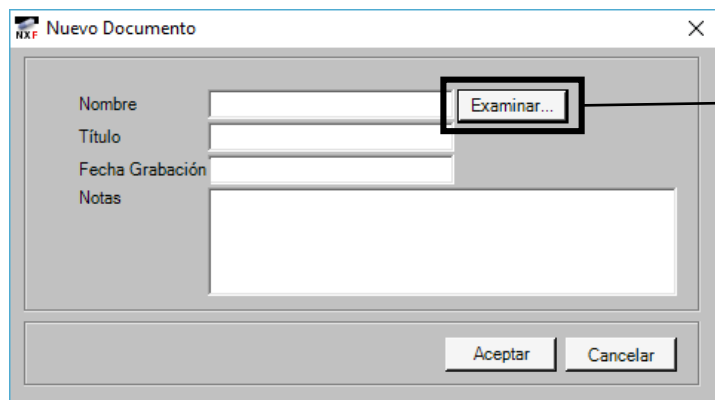 NXF Nuevo Documento
Nombre Examinar...
Título
Fecha Grabación
Notas
Aceptar Cancelar